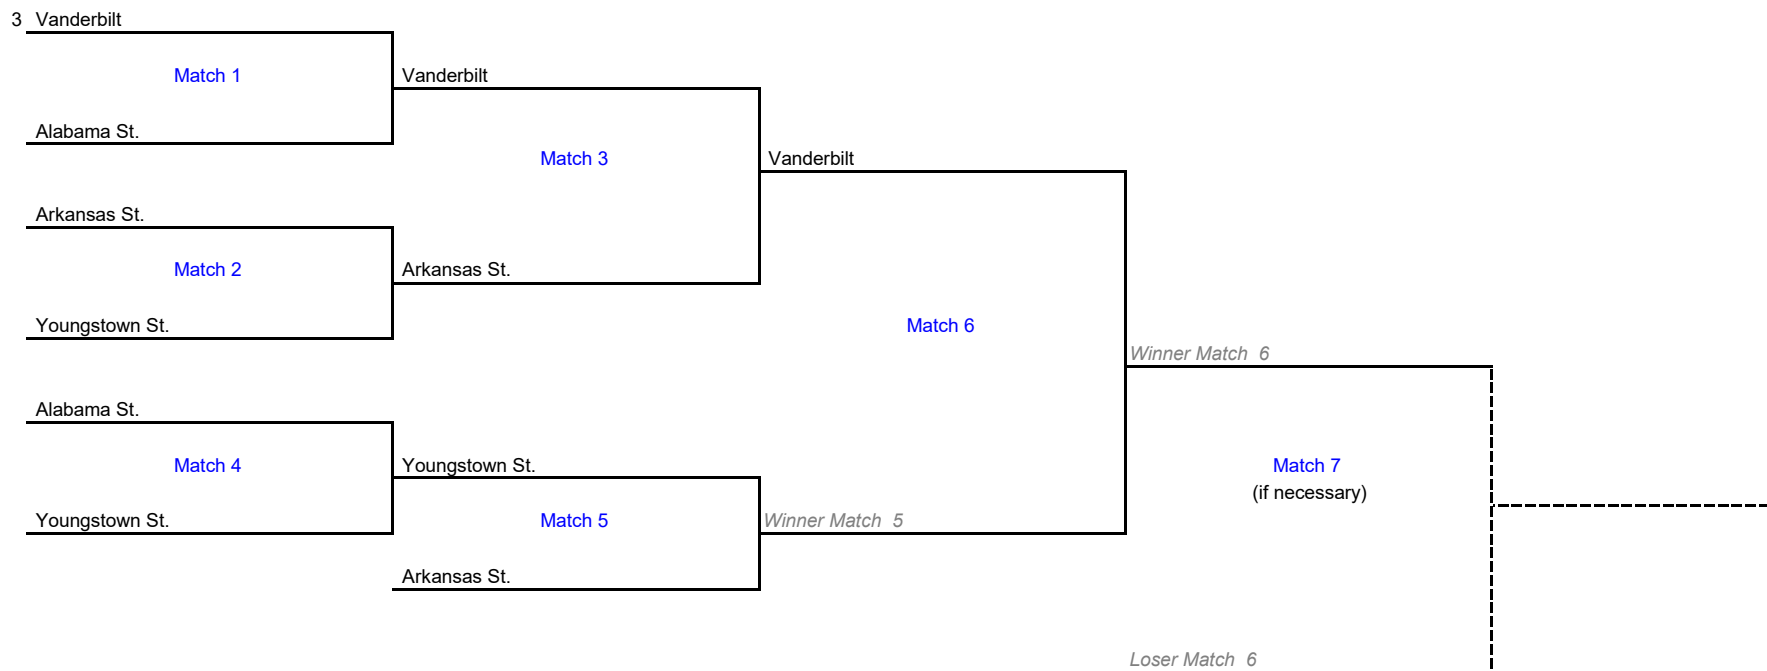 3 Vanderbilt
Match 1
Vanderbilt
Alabama St.
Match 3
Vanderbilt
Arkansas St.
Match 2
Arkansas St.
Youngstown St.
Match 6
Winner Match 6
Alabama St.
Match 4
Youngstown St.
Match 7
(if necessary)
Youngstown St.
Match 5
Winner Match 5
Arkansas St.
Loser Match 6